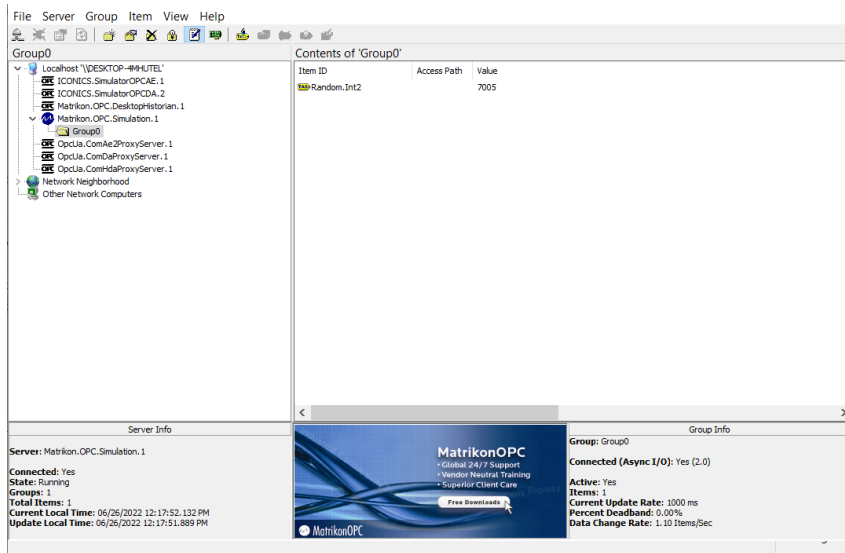 File Server Group Item View Help
Group0
Contents of 'Group0'
Localhost '\\DESKTOP-4MHUTEL'
ICONICS.SimulatorOPCAE.1
ICONICS.SimulatorOPCDA.2
Matrikon.OPC.DesktopHistorian.1
Matrikon.OPC.Simulation.1
Group0
OpcUa.ComAe2ProxyServer.1
OpcUa.ComDaProxyServer.1
OpcUa.ComHdaProxyServer.1
Network Neighborhood
Other Network Computers
Item ID Access Path Value
Random.Int2 7005
Server Info
Server: Matrikon.OPC.Simulation.1
Connected: Yes
State: Running
Groups: 1
Total Items: 1
Current Local Time: 06/26/2022 12:17:52.132 PM
Update Local Time: 06/26/2022 12:17:51.889 PM
MatrikonOPC
• Global 24/7 Support
• Vendor Neutral Training
• Superior Client Care
Free Downloads
MatrikonOPC
Group Info
Group: Group0
Connected (Async I/O): Yes (2.0)
Active: Yes
Items: 1
Current Update Rate: 1000 ms
Percent Deadband: 0.00%
Data Change Rate: 1.10 Items/Sec